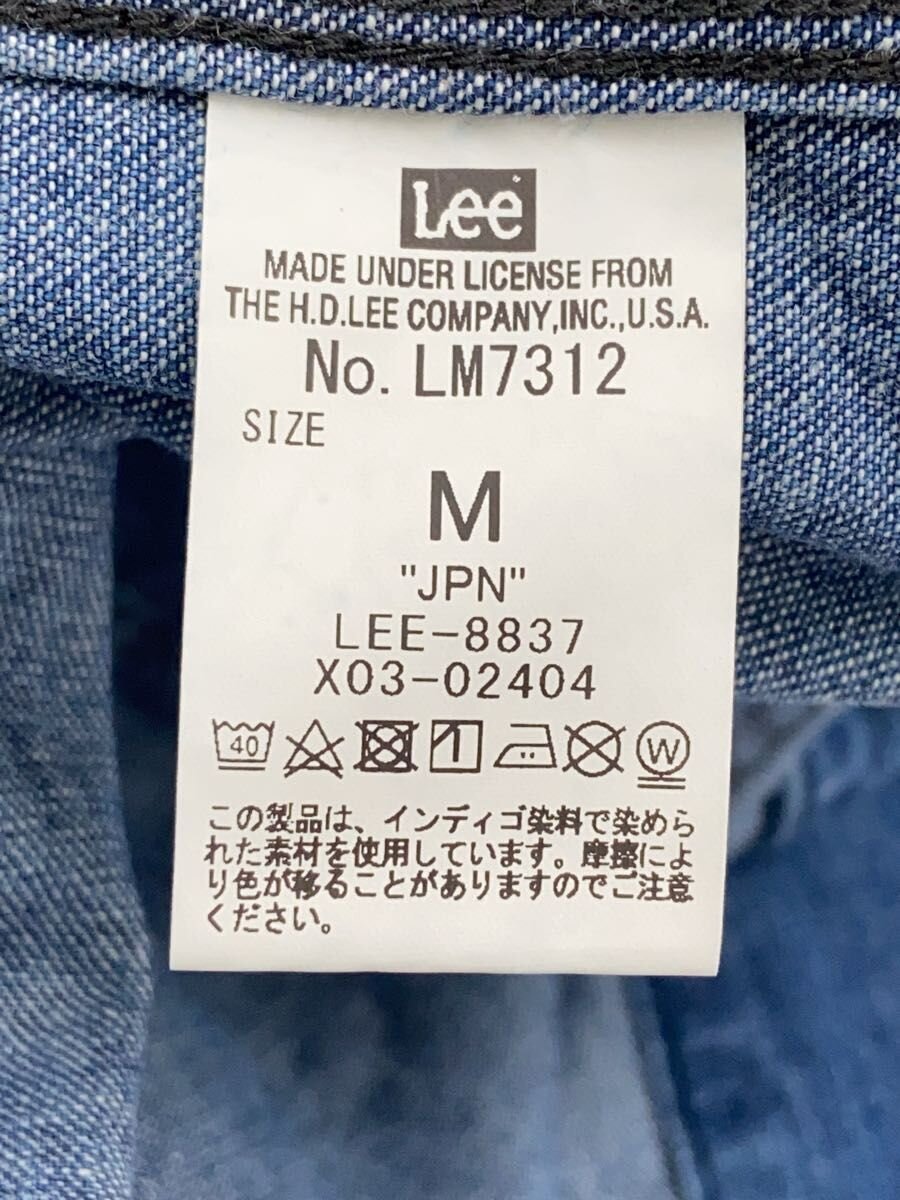 Lee
MADE UNDER LICENSE FROM
THE H.D.LEE COMPANY,INC.,U.S.A.
No. LM7312
SIZE
M
"JPN"
LEE-8837
X03-02404
40
1
W
この製品は、インディゴ染料で染めら
れた素材を使用しています。摩擦によ
り色が移ることがありますのでご注意
ください。